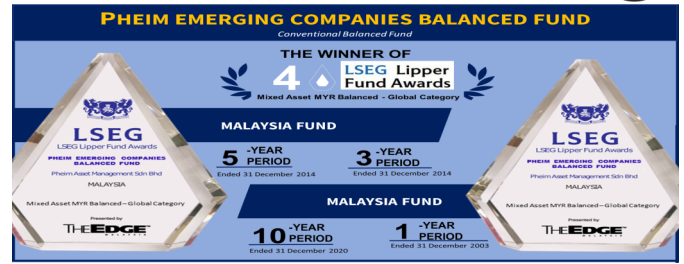 PHEIM EMERGING COMPANIES BALANCED FUND
Conventional Balanced Fund
THE WINNER OF
4 LSEG Lipper
Fund Awards
Mixed Asset MYR Balanced - Global Category
LSEG
LSEG Lipper Fund Awards
PHEIM EMERGING COMPANIES
BALANCED FUND
Pheim Asset Management Sdn Bhd
MALAYSIA
Mixed Asset MYR Balanced—Global Category
Presented by
THEEDGE
MALAYSIA
MALAYSIA FUND
5 -YEAR
PERIOD
Ended 31 December 2014
3 -YEAR
PERIOD
Ended 31 December 2014
MALAYSIA FUND
10 -YEAR
PERIOD
Ended 31 December 2020
1 -YEAR
PERIOD
Ended 31 December 2003
LSEG
LSEG Lipper Fund Awards
PHEIM EMERGING COMPANIES
BALANCED FUND
Pheim Asset Management Sdn Bhd
MALAYSIA
Mixed Asset MYR Balanced—Global Category
Presented by
THEEDGE
MALAYSIA